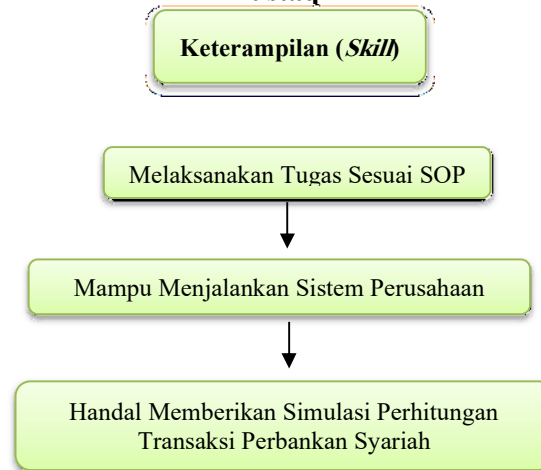 Keterampilan (Skill)
Melaksanakan Tugas Sesuai SOP
Mampu Menjalankan Sistem Perusahaan
Handal Memberikan Simulasi Perhitungan
Transaksi Perbankan Syariah